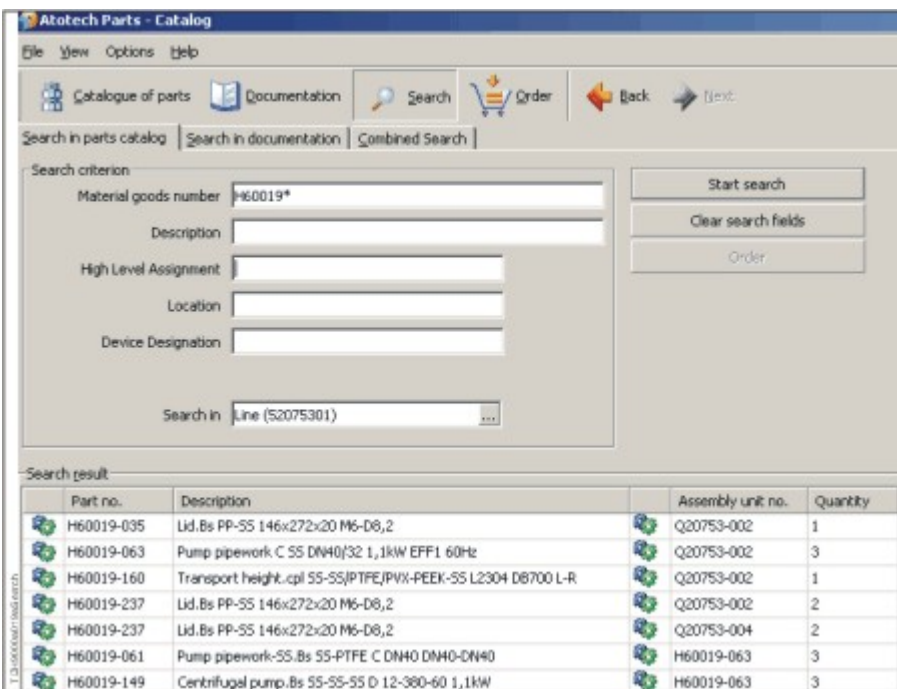 Atotech Parts - Catalog
File View Options Help
Catalogue of parts Documentation Search Order Back Next
Search in parts catalog Search in documentation Combined Search
Search criterion
Material goods number H60019* Start search
Description Clear search fields
High Level Assignment Order
Location
Device Designation
Search in Line (52075301) ...
Search result
Part no. Description Assembly unit no. Quantity
H60019-035 Lid.Bs PP-SS 146x272x20 M6-D8,2 Q20753-002 1
H60019-063 Pump pipework C SS DN40/32 1,1kW EFF1 60Hz Q20753-002 3
H60019-160 Transport height.cpl SS-SS/PTFE/PVX-PEEK-SS L2304 DB700 L-R Q20753-002 1
H60019-237 Lid.Bs PP-SS 146x272x20 M6-D8,2 Q20753-002 2
H60019-237 Lid.Bs PP-SS 146x272x20 M6-D8,2 Q20753-004 2
H60019-061 Pump pipework-SS.Bs SS-PTFE C DN40 DN40-DN40 H60019-063 3
H60019-149 Centrifugal pump.Bs SS-SS-SS D 12-380-60 1,1kW H60019-063 3